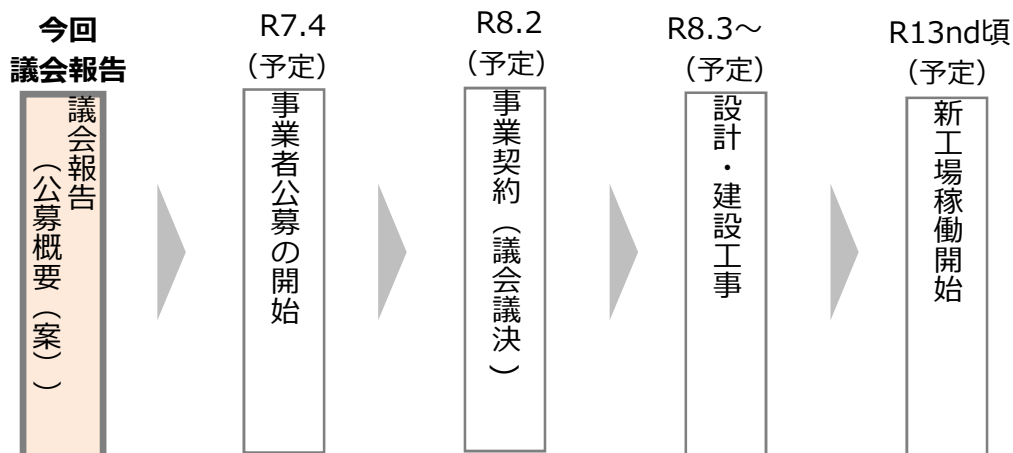 今回
議会報告
議会報告
（公募概要（案））
R7.4
（予定）
事業者公募の開始
R8.2
（予定）
事業契約（議会議決）
R8.3～
（予定）
設計・建設工事
R13nd頃
（予定）
新工場稼働開始